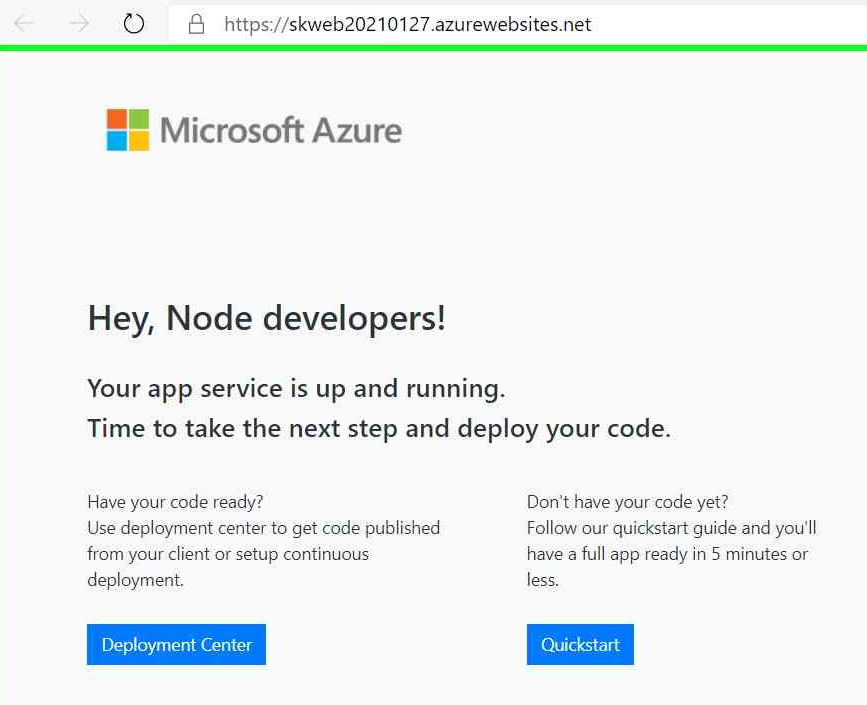 https://skweb20210127.azurewebsites.net
Microsoft Azure
Hey, Node developers!
Your app service is up and running.
Time to take the next step and deploy your code.
Have your code ready?
Use deployment center to get code published
from your client or setup continuous
deployment.
Deployment Center
Don't have your code yet?
Follow our quickstart guide and you'll
have a full app ready in 5 minutes or
less.
Quickstart